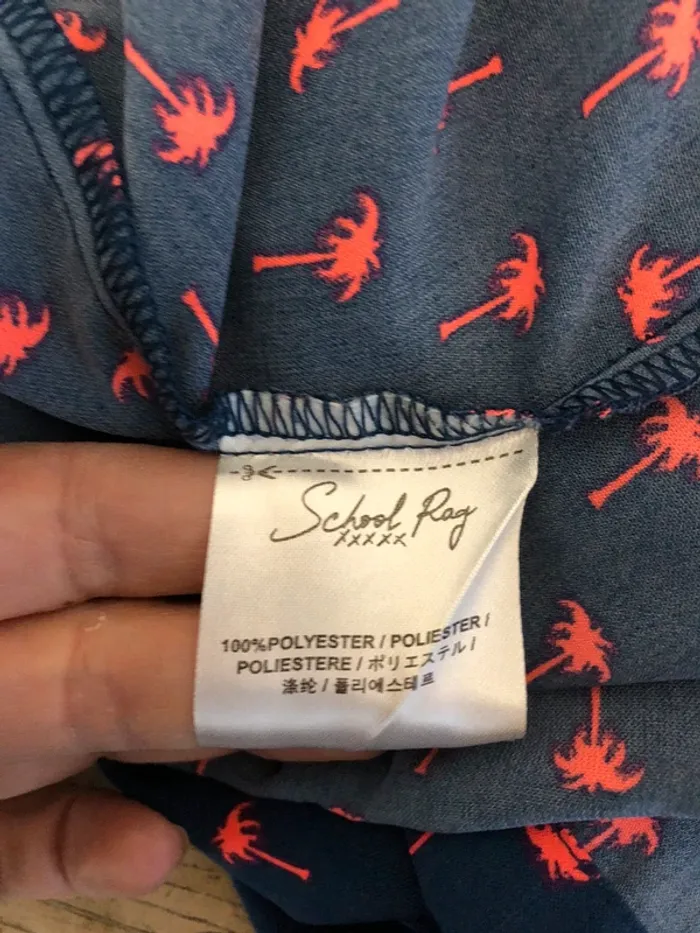 School Rag
xxxxx
100%POLYESTER / POLIESTER /
POLIESTERE / ポリエステル /
涤纶 / 폴리에스테르